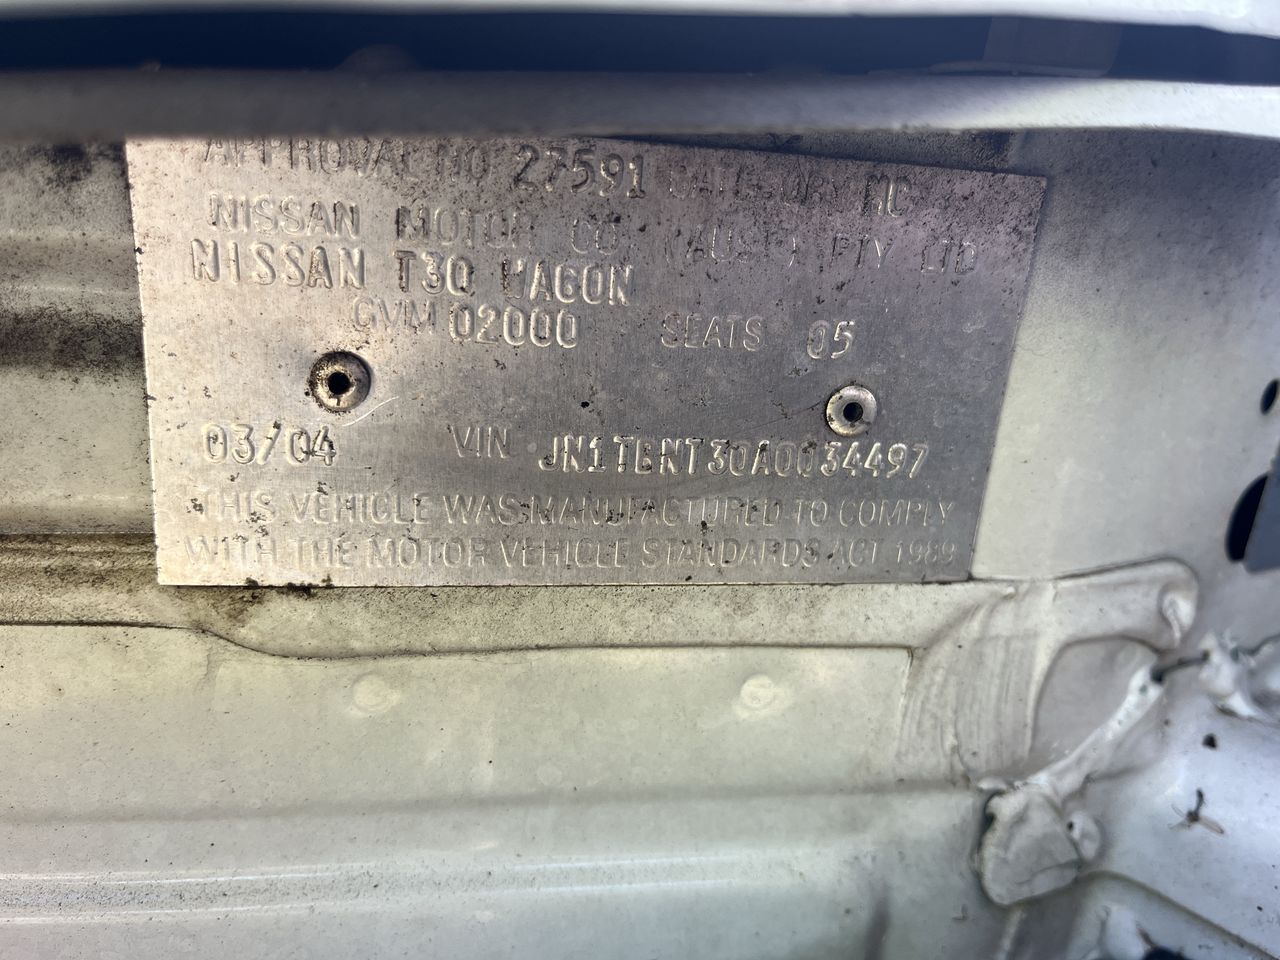 APPROVAL NO 27591 CATEGORY MC
NISSAN MOTOR CO (AUST) PTY LTD
NISSAN T30 WAGON
GVM 02000 SEATS 05
03/04 VIN JN1TBNT30A0034497
THIS VEHICLE WAS MANUFACTURED TO COMPLY
WITH THE MOTOR VEHICLE STANDARDS ACT 1989